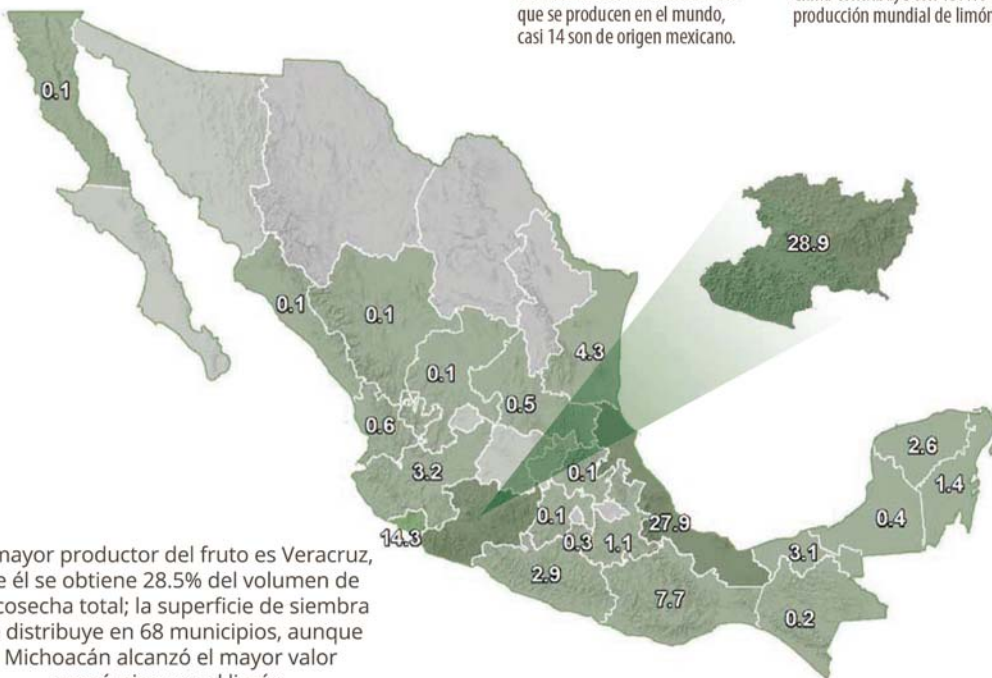 que se producen en el mundo,
casi 14 son de origen mexicano.
producción mundial de limón
0.1
28.9
0.1
0.1
4.3
0.1
0.5
0.6
2.6
3.2
0.1
1.4
0.1
0.4
14.3
27.9
0.3
1.1
3.1
2.9
7.7
0.2
mayor productor del fruto es Veracruz,
él se obtiene 28.5% del volumen de
cosecha total; la superficie de siembra
distribuye en 68 municipios, aunque
Michoacán alcanzó el mayor valor